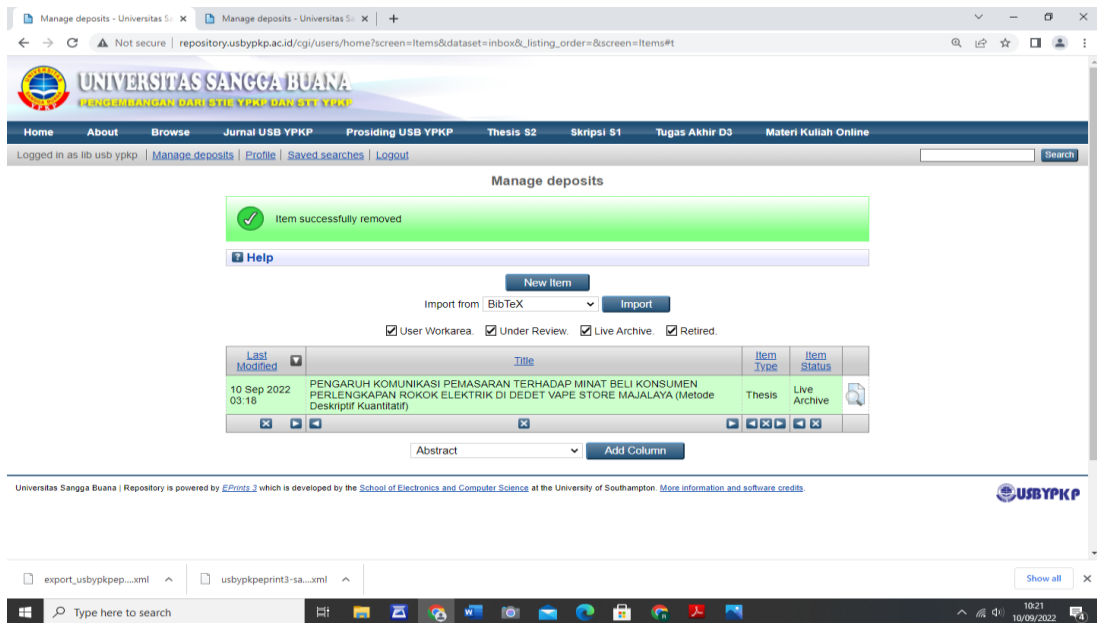 Manage deposits - Universitas Sa
Manage deposits - Universitas Sa
Not secure | repository.usbypkp.ac.id/cgi/users/home?screen=Items&dataset=inbox&_listing_order=&screen=Items#t
UNIVERSITAS SANGGA BUANA
PENGEMBANGAN DARI STIE YPKP DAN STT YPKP
Home About Browse Jurnal USB YPKP Prosiding USB YPKP Thesis S2 Skripsi S1 Tugas Akhir D3 Materi Kuliah Online
Logged in as lib usb ypkp | Manage deposits | Profile | Saved searches | Logout Search
Manage deposits
Item successfully removed
Help
New Item
Import from BibTeX Import
User Workarea. Under Review. Live Archive. Retired.
Last Modified Title Item Type Item Status
10 Sep 2022 03:18 PENGARUH KOMUNIKASI PEMASARAN TERHADAP MINAT BELI KONSUMEN
PERLENGKAPAN ROKOK ELEKTRIK DI DEDET VAPE STORE MAJALAYA (Metode
Deskriptif Kuantitatif) Thesis Live Archive
Abstract Add Column
Universitas Sangga Buana | Repository is powered by EPrints 3 which is developed by the School of Electronics and Computer Science at the University of Southampton. More information and software credits.
USBYPKP
export_usbypkpep....xml usbypkpeprint3-sa....xml Show all
Type here to search 10:21
10/09/2022